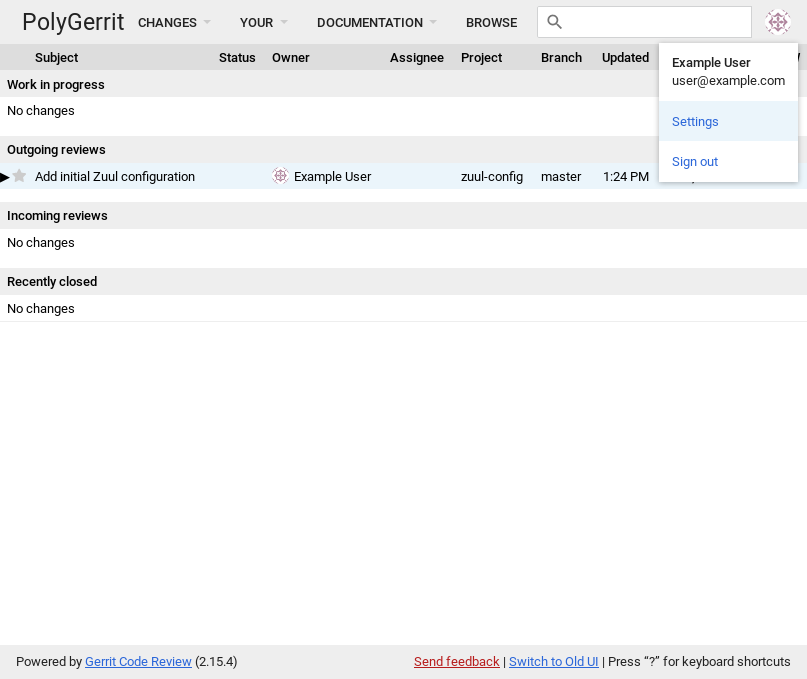 PolyGerrit CHANGES YOUR DOCUMENTATION BROWSE
Subject Status Owner Assignee Project Branch Updated
Example User
user@example.com
Settings
Sign out
Work in progress
No changes
Outgoing reviews
Add initial Zuul configuration Example User zuul-config master 1:24 PM
Incoming reviews
No changes
Recently closed
No changes
Powered by Gerrit Code Review (2.15.4) Send feedback | Switch to Old UI | Press “?” for keyboard shortcuts